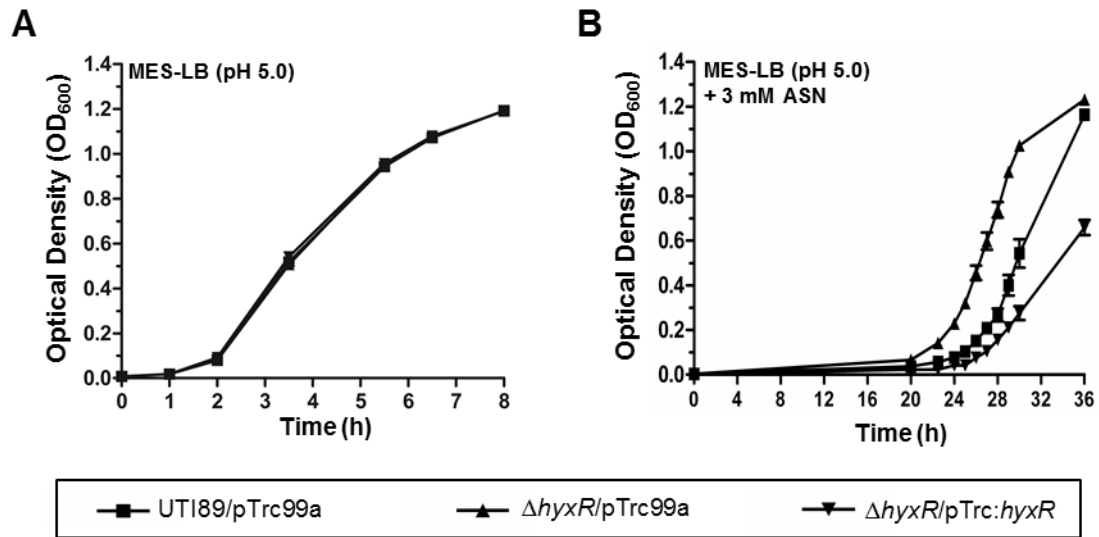 A
B
MES-LB (pH 5.0)
MES-LB (pH 5.0)
+ 3 mM ASN
Optical Density (OD600)
1.4
1.2
1.0
0.8
0.6
0.4
0.2
0.0
0 1 2 3 4 5 6 7 8
Time (h)
Optical Density (OD600)
1.4
1.2
1.0
0.8
0.6
0.4
0.2
0.0
0 4 8 12 16 20 24 28 32 36
Time (h)
UTI89/pTrc99a
ΔhyxR/pTrc99a
ΔhyxR/pTrc:hyxR